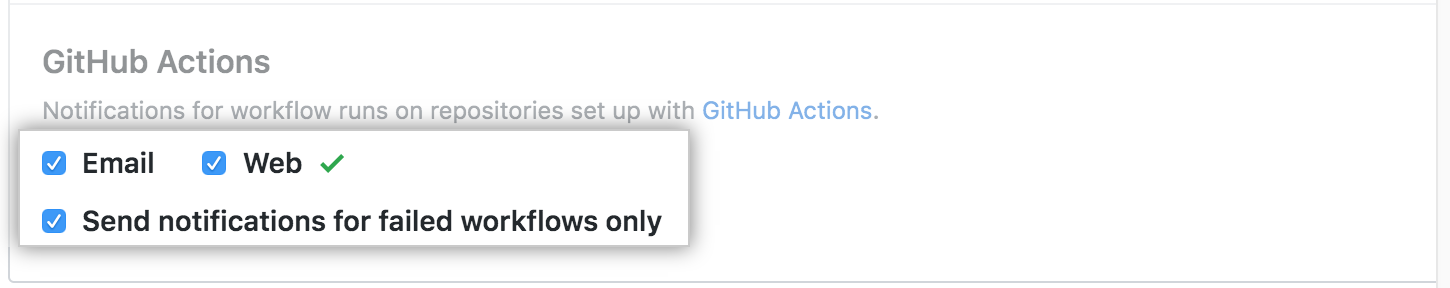 GitHub Actions
Notifications for workflow runs on repositories set up with GitHub Actions.
Email Web
Send notifications for failed workflows only